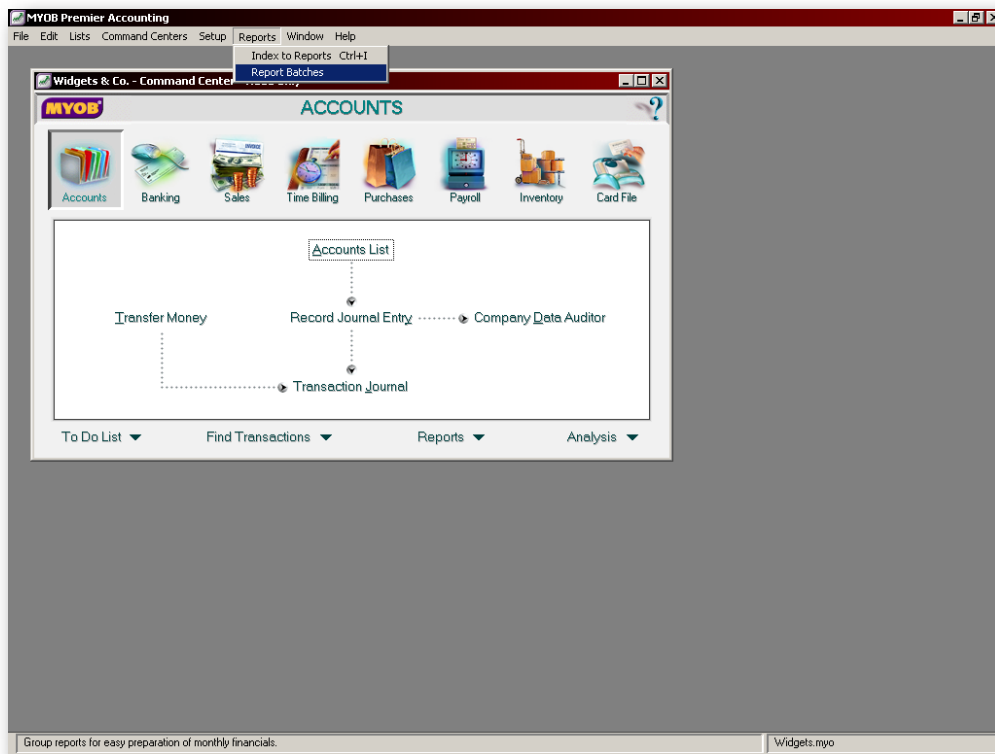 MYOB Premier Accounting
File Edit Lists Command Centers Setup Reports Window Help
Index to Reports Ctrl+I
Report Batches
Widgets & Co. - Command Center
MYOB
ACCOUNTS
INVOICE
Accounts Banking Sales Time Billing Purchases Payroll Inventory Card File
Accounts List
Transfer Money Record Journal Entry Company Data Auditor
Transaction Journal
To Do List Find Transactions Reports Analysis
Group reports for easy preparation of monthly financials. Widgets.myo